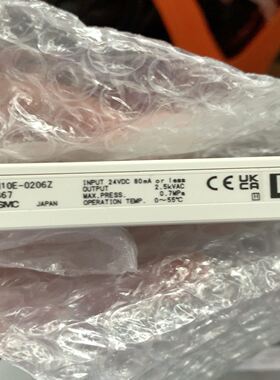 10E-0206Z
67
SMC JAPAN
INPUT 24VDC 80mA or less
OUTPUT 2.5kVAC
MAX.PRESS. 0.7MPa
OPERATION TEMP. 0~55℃
CE UK CA